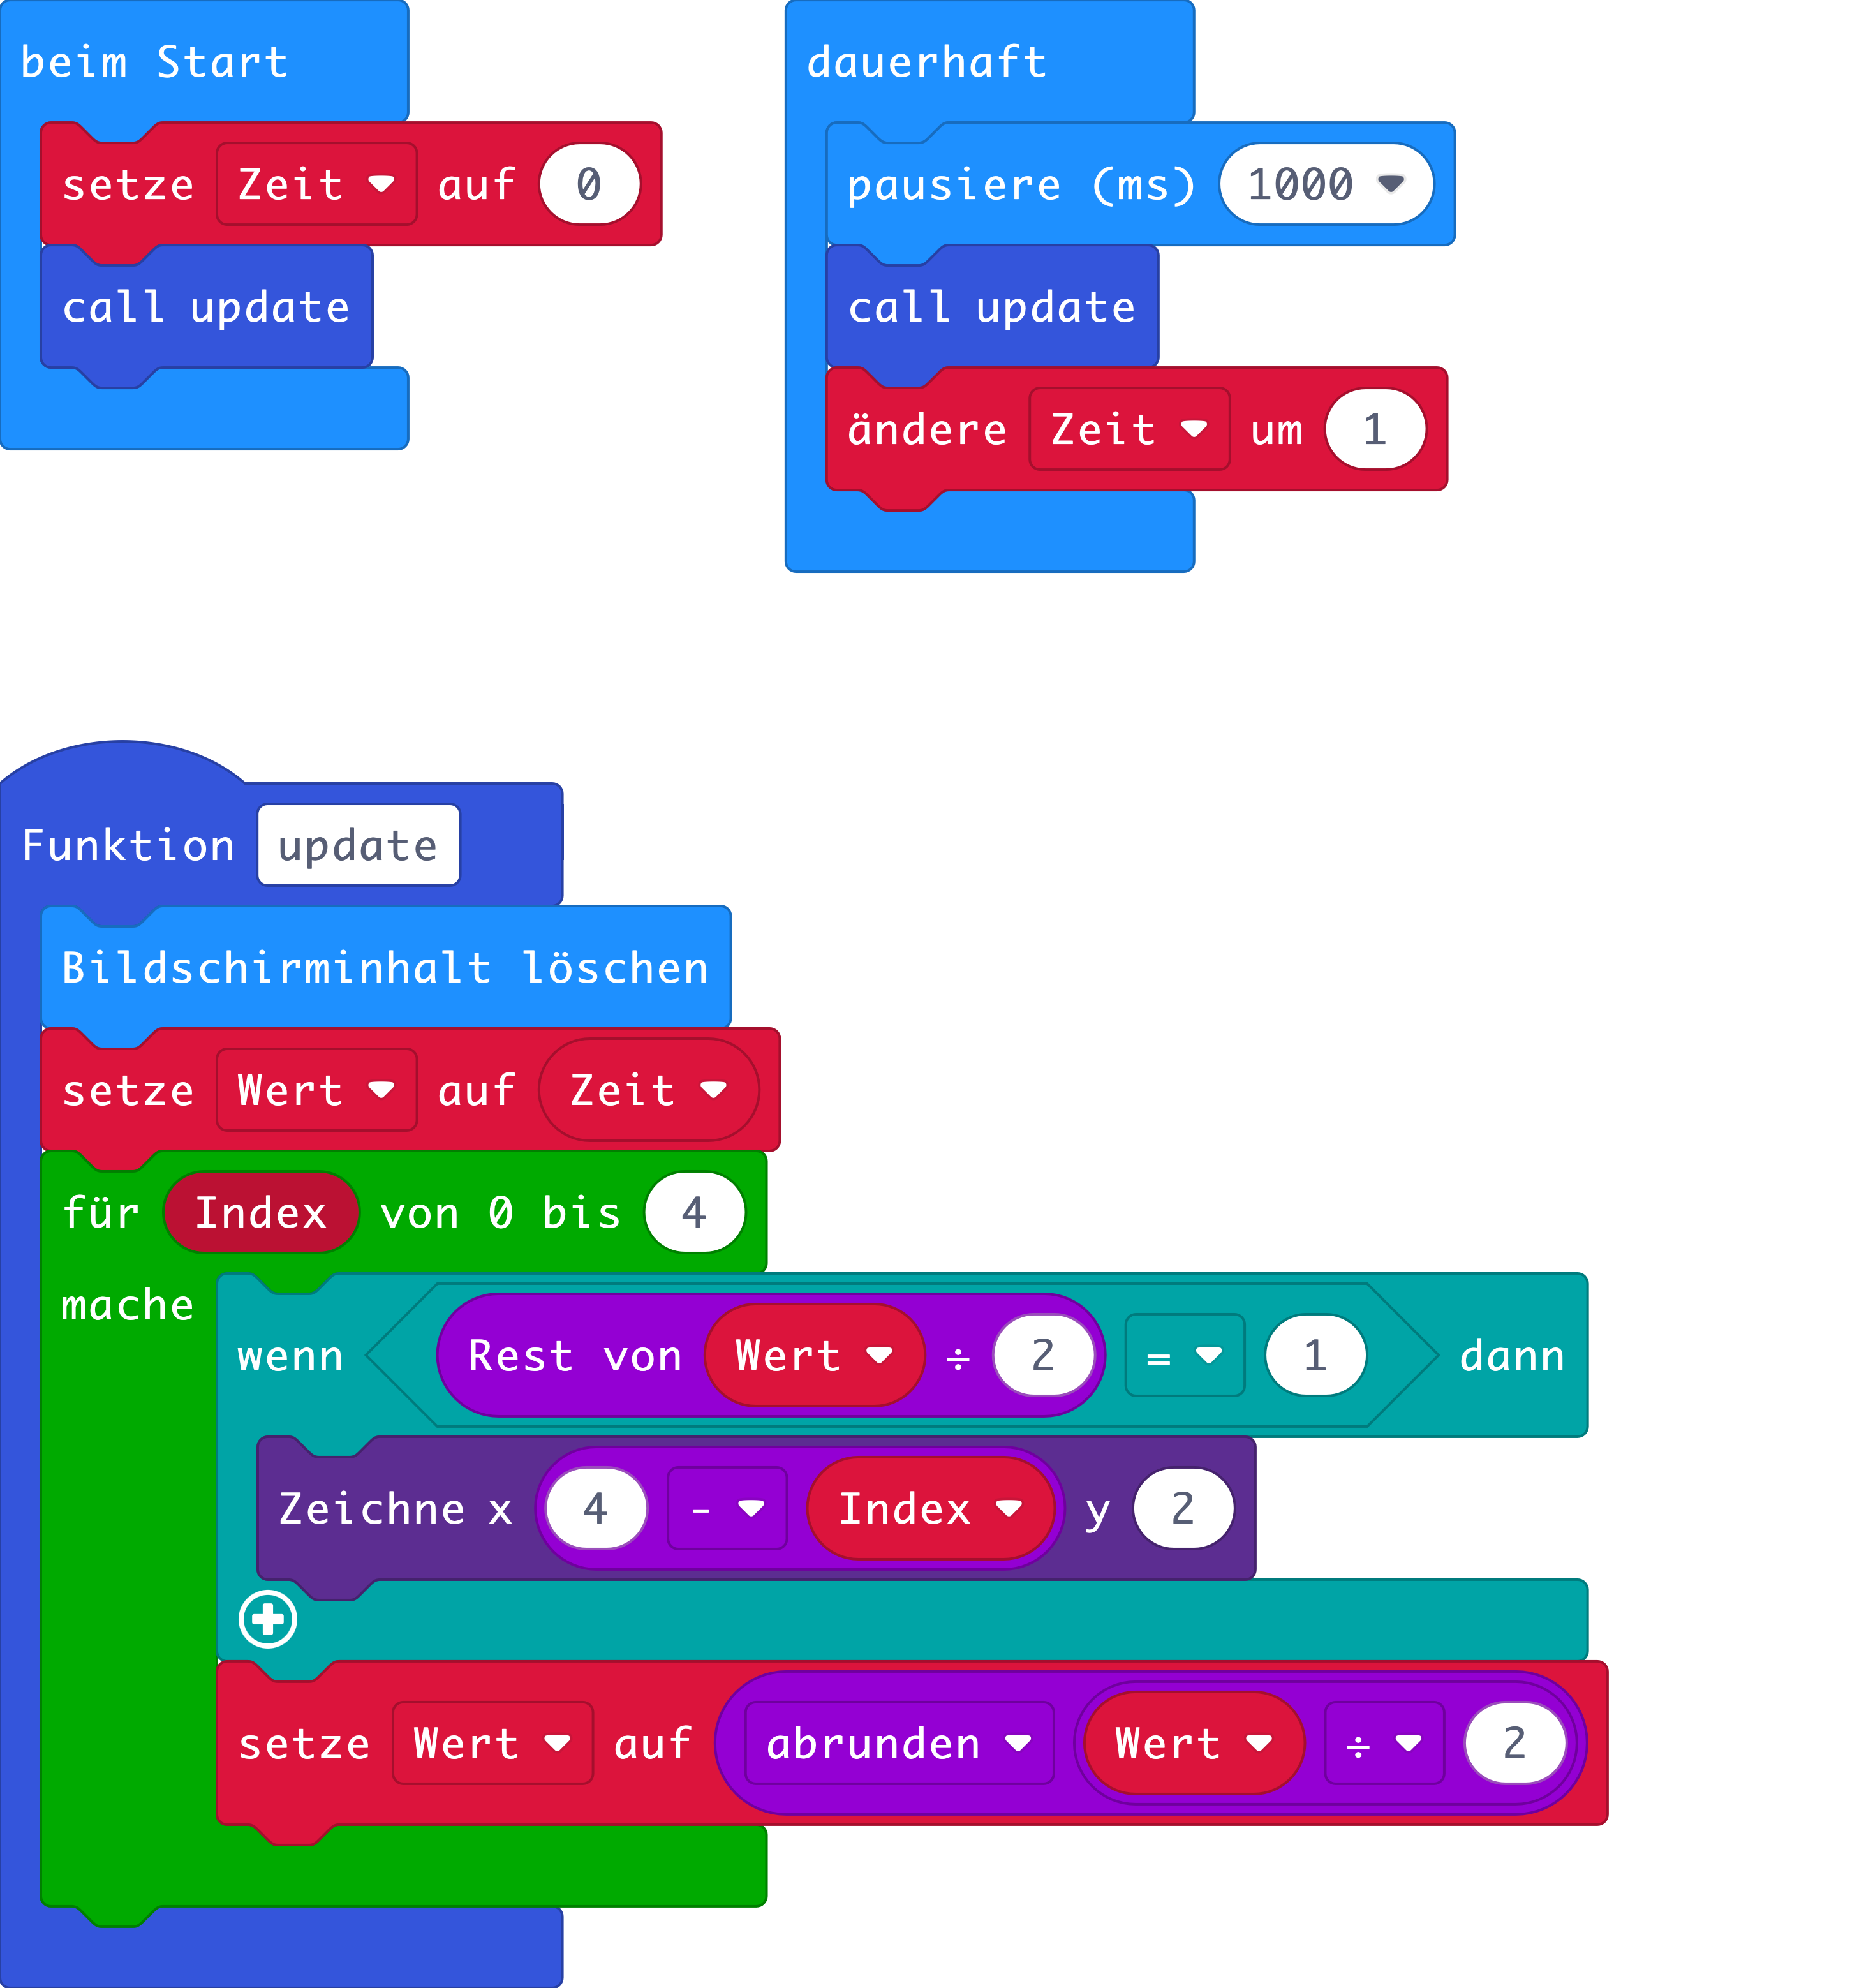 beim Start
setze Zeit auf 0
call update
dauerhaft
pausiere (ms) 1000
call update
ändere Zeit um 1
Funktion update
Bildschirminhalt löschen
setze Wert auf Zeit
für Index von 0 bis 4
mache
wenn Rest von Wert ÷ 2 = 1 dann
Zeichne x 4 - Index y 2
setze Wert auf abrunden Wert ÷ 2